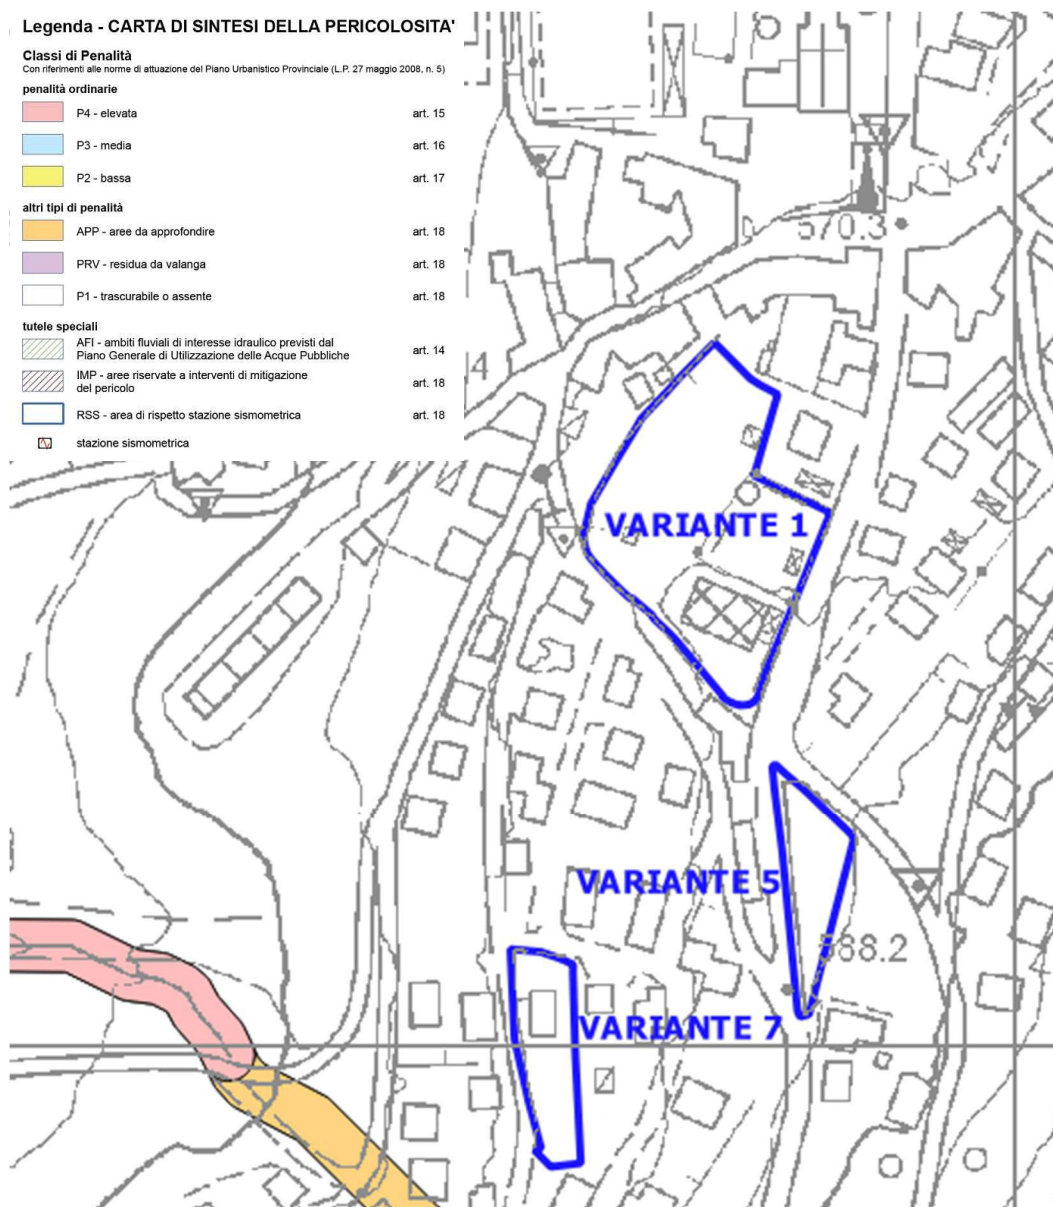 Legenda - CARTA DI SINTESI DELLA PERICOLOSITA'
Classi di Penalità
Con riferimenti alle norme di attuazione del Piano Urbanistico Provinciale (L.P. 27 maggio 2008, n. 5)
penalità ordinarie
P4 - elevata art. 15
P3 - media art. 16
P2 - bassa art. 17
altri tipi di penalità
APP - aree da approfondire art. 18
PRV - residua da valanga art. 18
P1 - trascurabile o assente art. 18
tutele speciali
AFI - ambiti fluviali di interesse idraulico previsti dal
Piano Generale di Utilizzazione delle Acque Pubbliche art. 14
IMP - aree riservate a interventi di mitigazione
del pericolo art. 18
RSS - area di rispetto stazione sismometrica art. 18
stazione sismometrica
570.3
4
VARIANTE 1
VARIANTE 5
588.2
VARIANTE 7